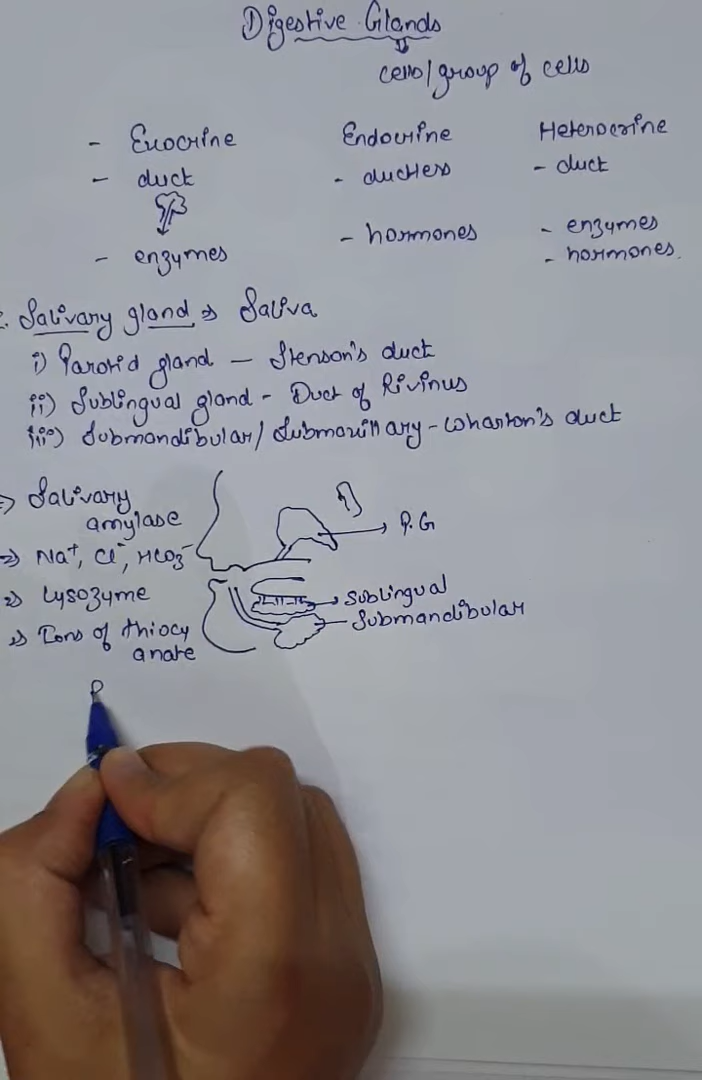 Digestive Glands
cells/group of cells
- Exocrine Endocrine Heterocrine
- duct - ductless - duct
- enzymes - hormones - enzymes
- hormones.
Salivary gland ⇒ Saliva
i) Parotid gland — Stenson's duct
ii) Sublingual gland - Duct of Rivinus
iii) Submandibular/Submaxillary - Wharton's duct
⇒ Salivary
amylase
⇒ Na⁺, Cl⁻, HCO3⁻
⇒ Lysozyme
⇒ Ions of thiocy
anate
P.G
Sublingual
Submandibular
P